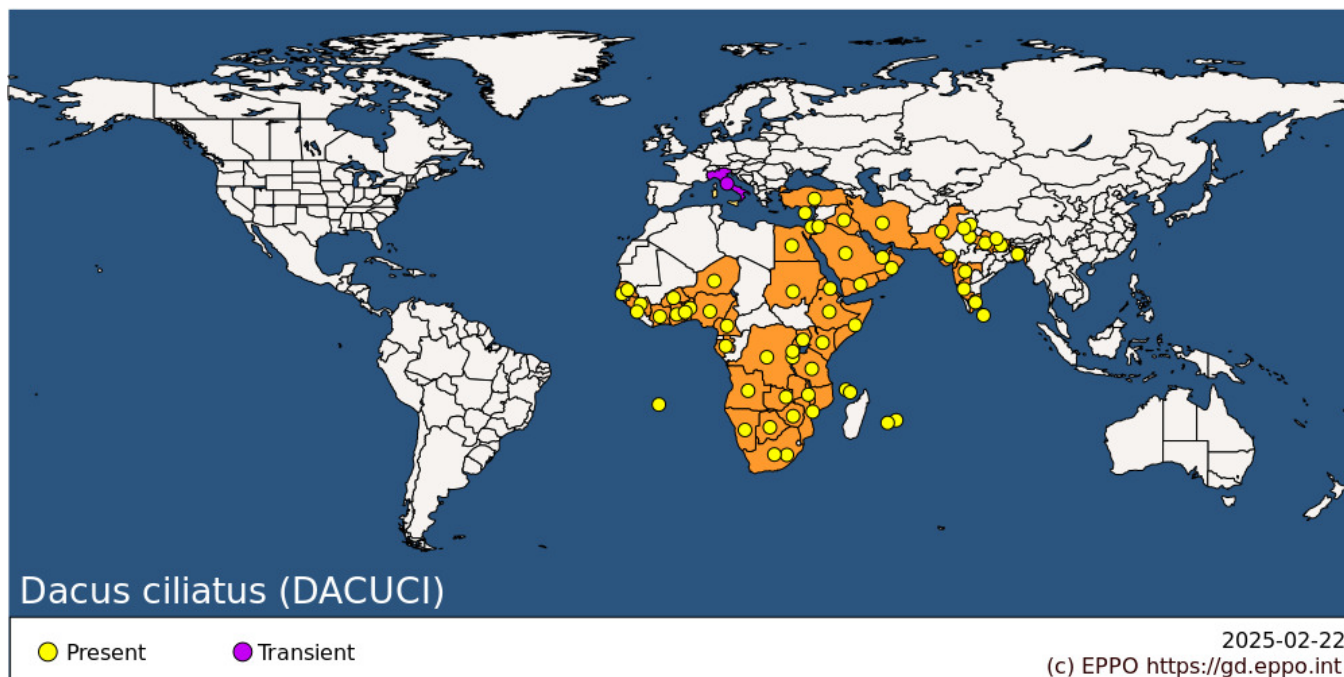 Dacus ciliatus (DACUCI)
Present
Transient
2025-02-22
(c) EPPO https://gd.eppo.int